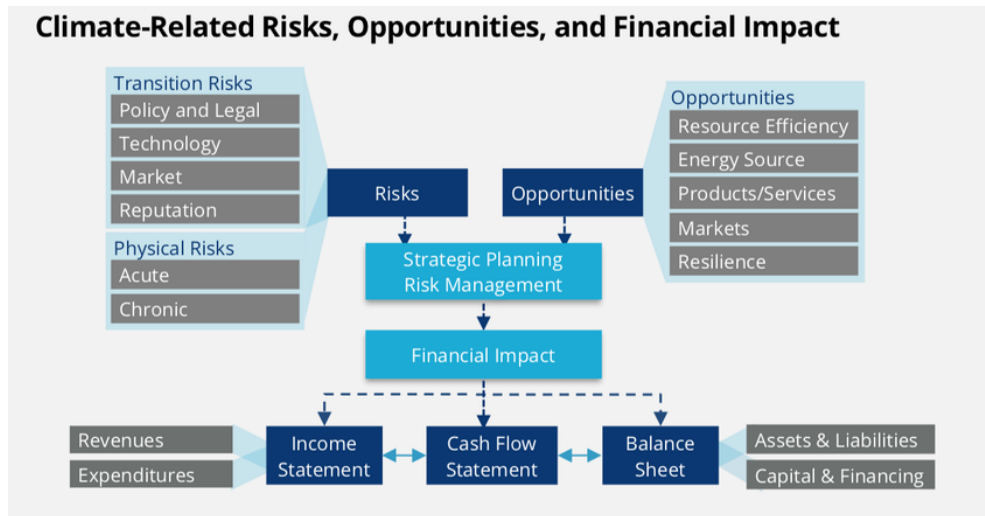 Climate-Related Risks, Opportunities, and Financial Impact
Transition Risks
Policy and Legal
Technology
Market
Reputation
Physical Risks
Acute
Chronic
Risks
Opportunities
Opportunities
Resource Efficiency
Energy Source
Products/Services
Markets
Resilience
Strategic Planning
Risk Management
Financial Impact
Revenues
Expenditures
Income
Statement
Cash Flow
Statement
Balance
Sheet
Assets & Liabilities
Capital & Financing